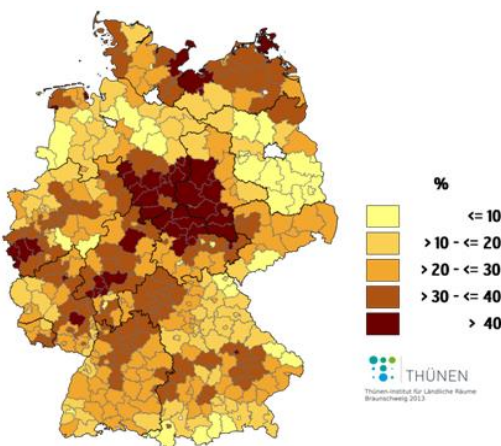 %
<= 10
> 10 - <= 20
> 20 - <= 30
> 30 - <= 40
> 40
THÜNEN
Thünen-Institut für Ländliche Räume
Braunschweig 2013